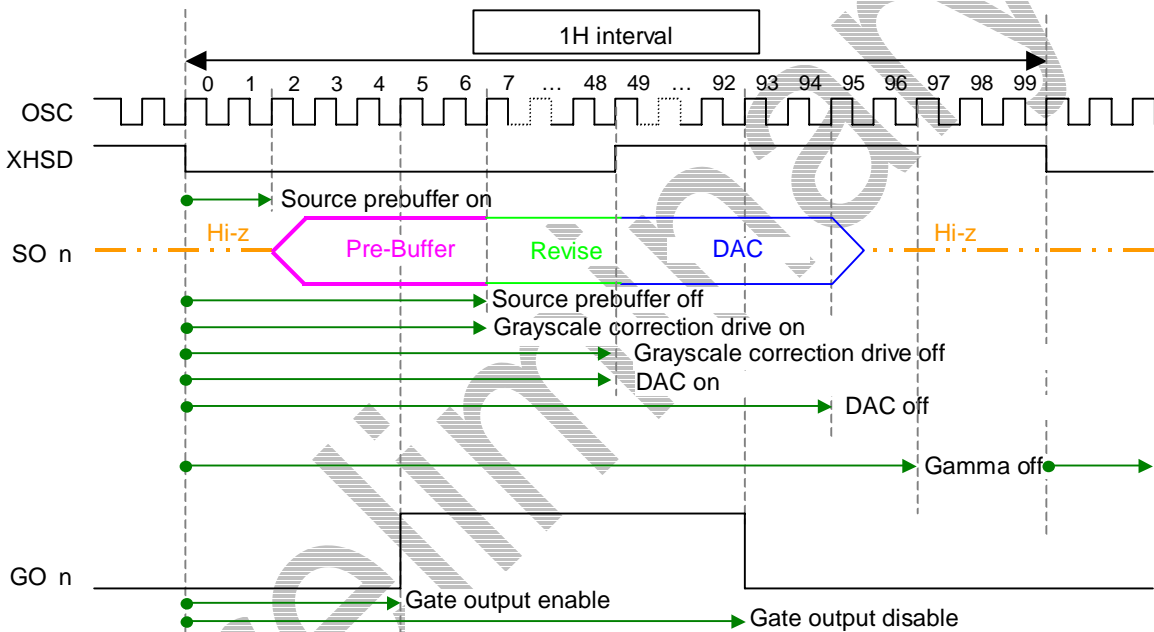 1H interval
0 1 2 3 4 5 6 7 ... 48 49 ... 92 93 94 95 96 97 98 99
OSC
XHSD
Source prebuffer on
Hi-z Hi-z
SO n Pre-Buffer Revise DAC
Source prebuffer off
Grayscale correction drive on
Grayscale correction drive off
DAC on
DAC off
Gamma off
GO n
Gate output enable
Gate output disable
eliminary